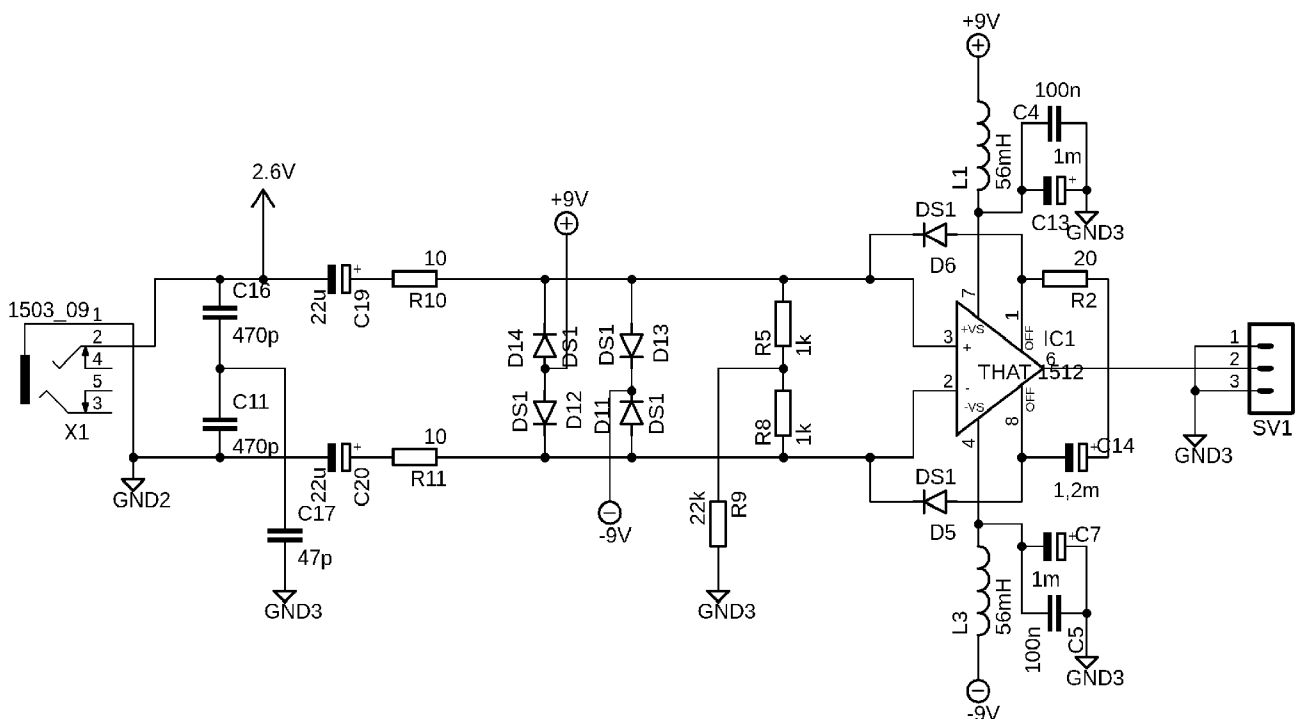 +9V
100n
C4
1m
L1
56mH
C13
GND3
2.6V
+9V
DS1
D6
20
R2
1503_09
1
2
4
5
3
X1
C16
470p
C11
470p
22u
C19
10
R10
D14
DS1
DS1
D13
DS1
D12
D11
DS1
R5
1k
R8
1k
7
+VS
1
OFF
IC1
3
+
2
-
THAT 1512
6
-VS
OFF
4
8
1
2
3
SV1
GND3
GND2
22u
C20
10
R11
C17
47p
GND3
-9V
22k
R9
GND3
DS1
D5
+C14
1,2m
+C7
1m
L3
56mH
100n
C5
GND3
-9V